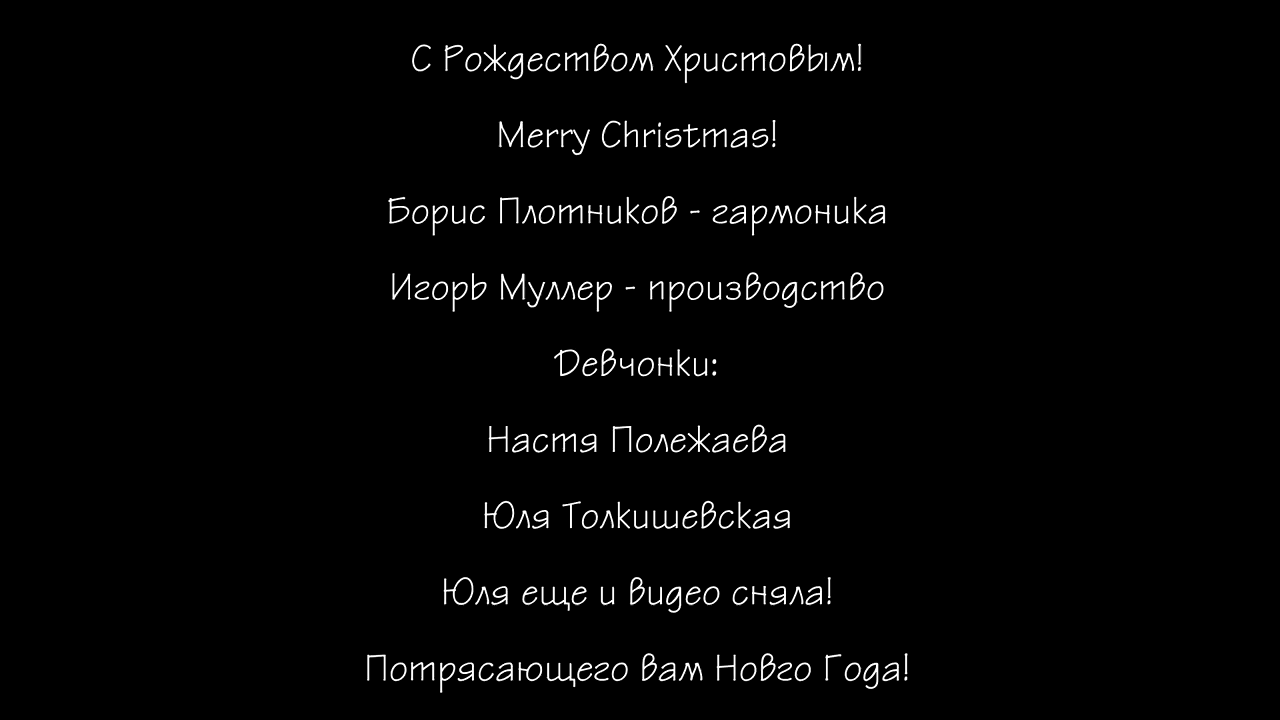 С Рождеством Христовым!
Merry Christmas!
Борис Плотников - гармоника
Игорь Муллер - производство
Девчонки:
Настя Полежаева
Юля Толкишевская
Юля еще и видео сняла!
Потрясающего вам Новго Года!